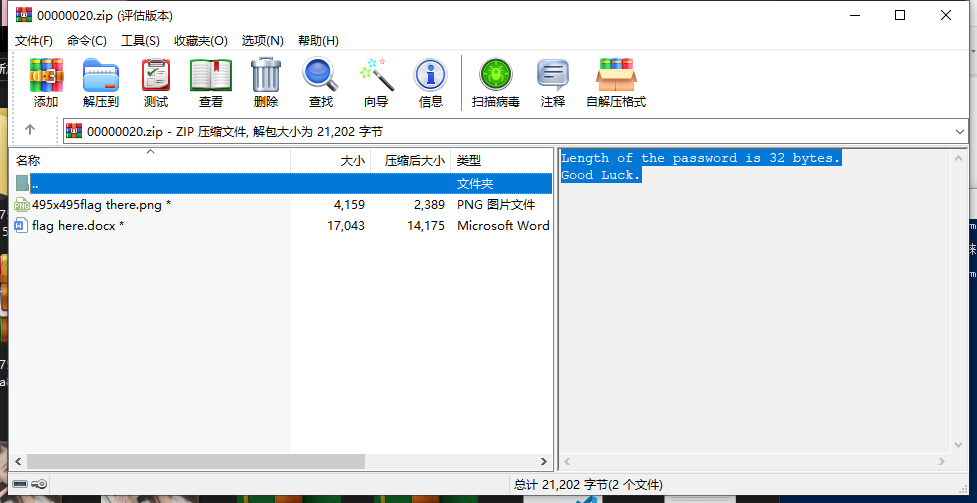 00000020.zip (评估版本)
文件(F) 命令(C) 工具(S) 收藏夹(O) 选项(N) 帮助(H)
添加 解压到 测试 查看 删除 查找 向导 信息 扫描病毒 注释 自解压格式
00000020.zip - ZIP 压缩文件, 解包大小为 21,202 字节
名称 大小 压缩后大小 类型
.. 文件夹
495x495flag there.png * 4,159 2,389 PNG 图片文件
flag here.docx * 17,043 14,175 Microsoft Word
Length of the password is 32 bytes.
Good Luck.
总计 21,202 字节(2 个文件)